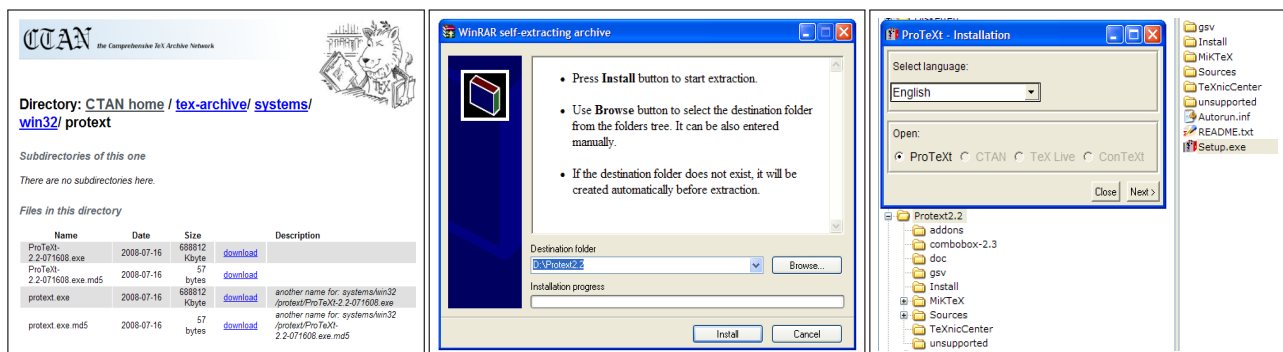 CTAN the Comprehensive TeX Archive Network
Directory: CTAN home / tex-archive/ systems/
win32/ protext
Subdirectories of this one
There are no subdirectories here.
Files in this directory
Name Date Size Description
ProTeXt-
2.2-071608.exe 2008-07-16 688812
Kbyte download
ProTeXt-
2.2-071608.exe.md5 2008-07-16 57
bytes download
protext.exe 2008-07-16 688812
Kbyte download another name for: systems/win32
/protext/ProTeXt-2.2-071608.exe
protext.exe.md5 2008-07-16 57
bytes download another name for: systems/win32
/protext/ProTeXt-
2.2-071608.exe.md5
WinRAR self-extracting archive
• Press Install button to start extraction.
• Use Browse button to select the destination folder
from the folders tree. It can be also entered
manually.
• If the destination folder does not exist, it will be
created automatically before extraction.
Destination folder
D:\Protext2.2
Browse...
Installation progress
Install Cancel
ProTeXt - Installation
Select language:
English
Open:
ProTeXt CTAN TeX Live ConTeXt
Close Next >
Protext2.2
addons
combobox-2.3
doc
gsv
Install
MiKTeX
Sources
TeXnicCenter
unsupported
gsv
Install
MiKTeX
Sources
TeXnicCenter
unsupported
Autorun.inf
README.txt
Setup.exe